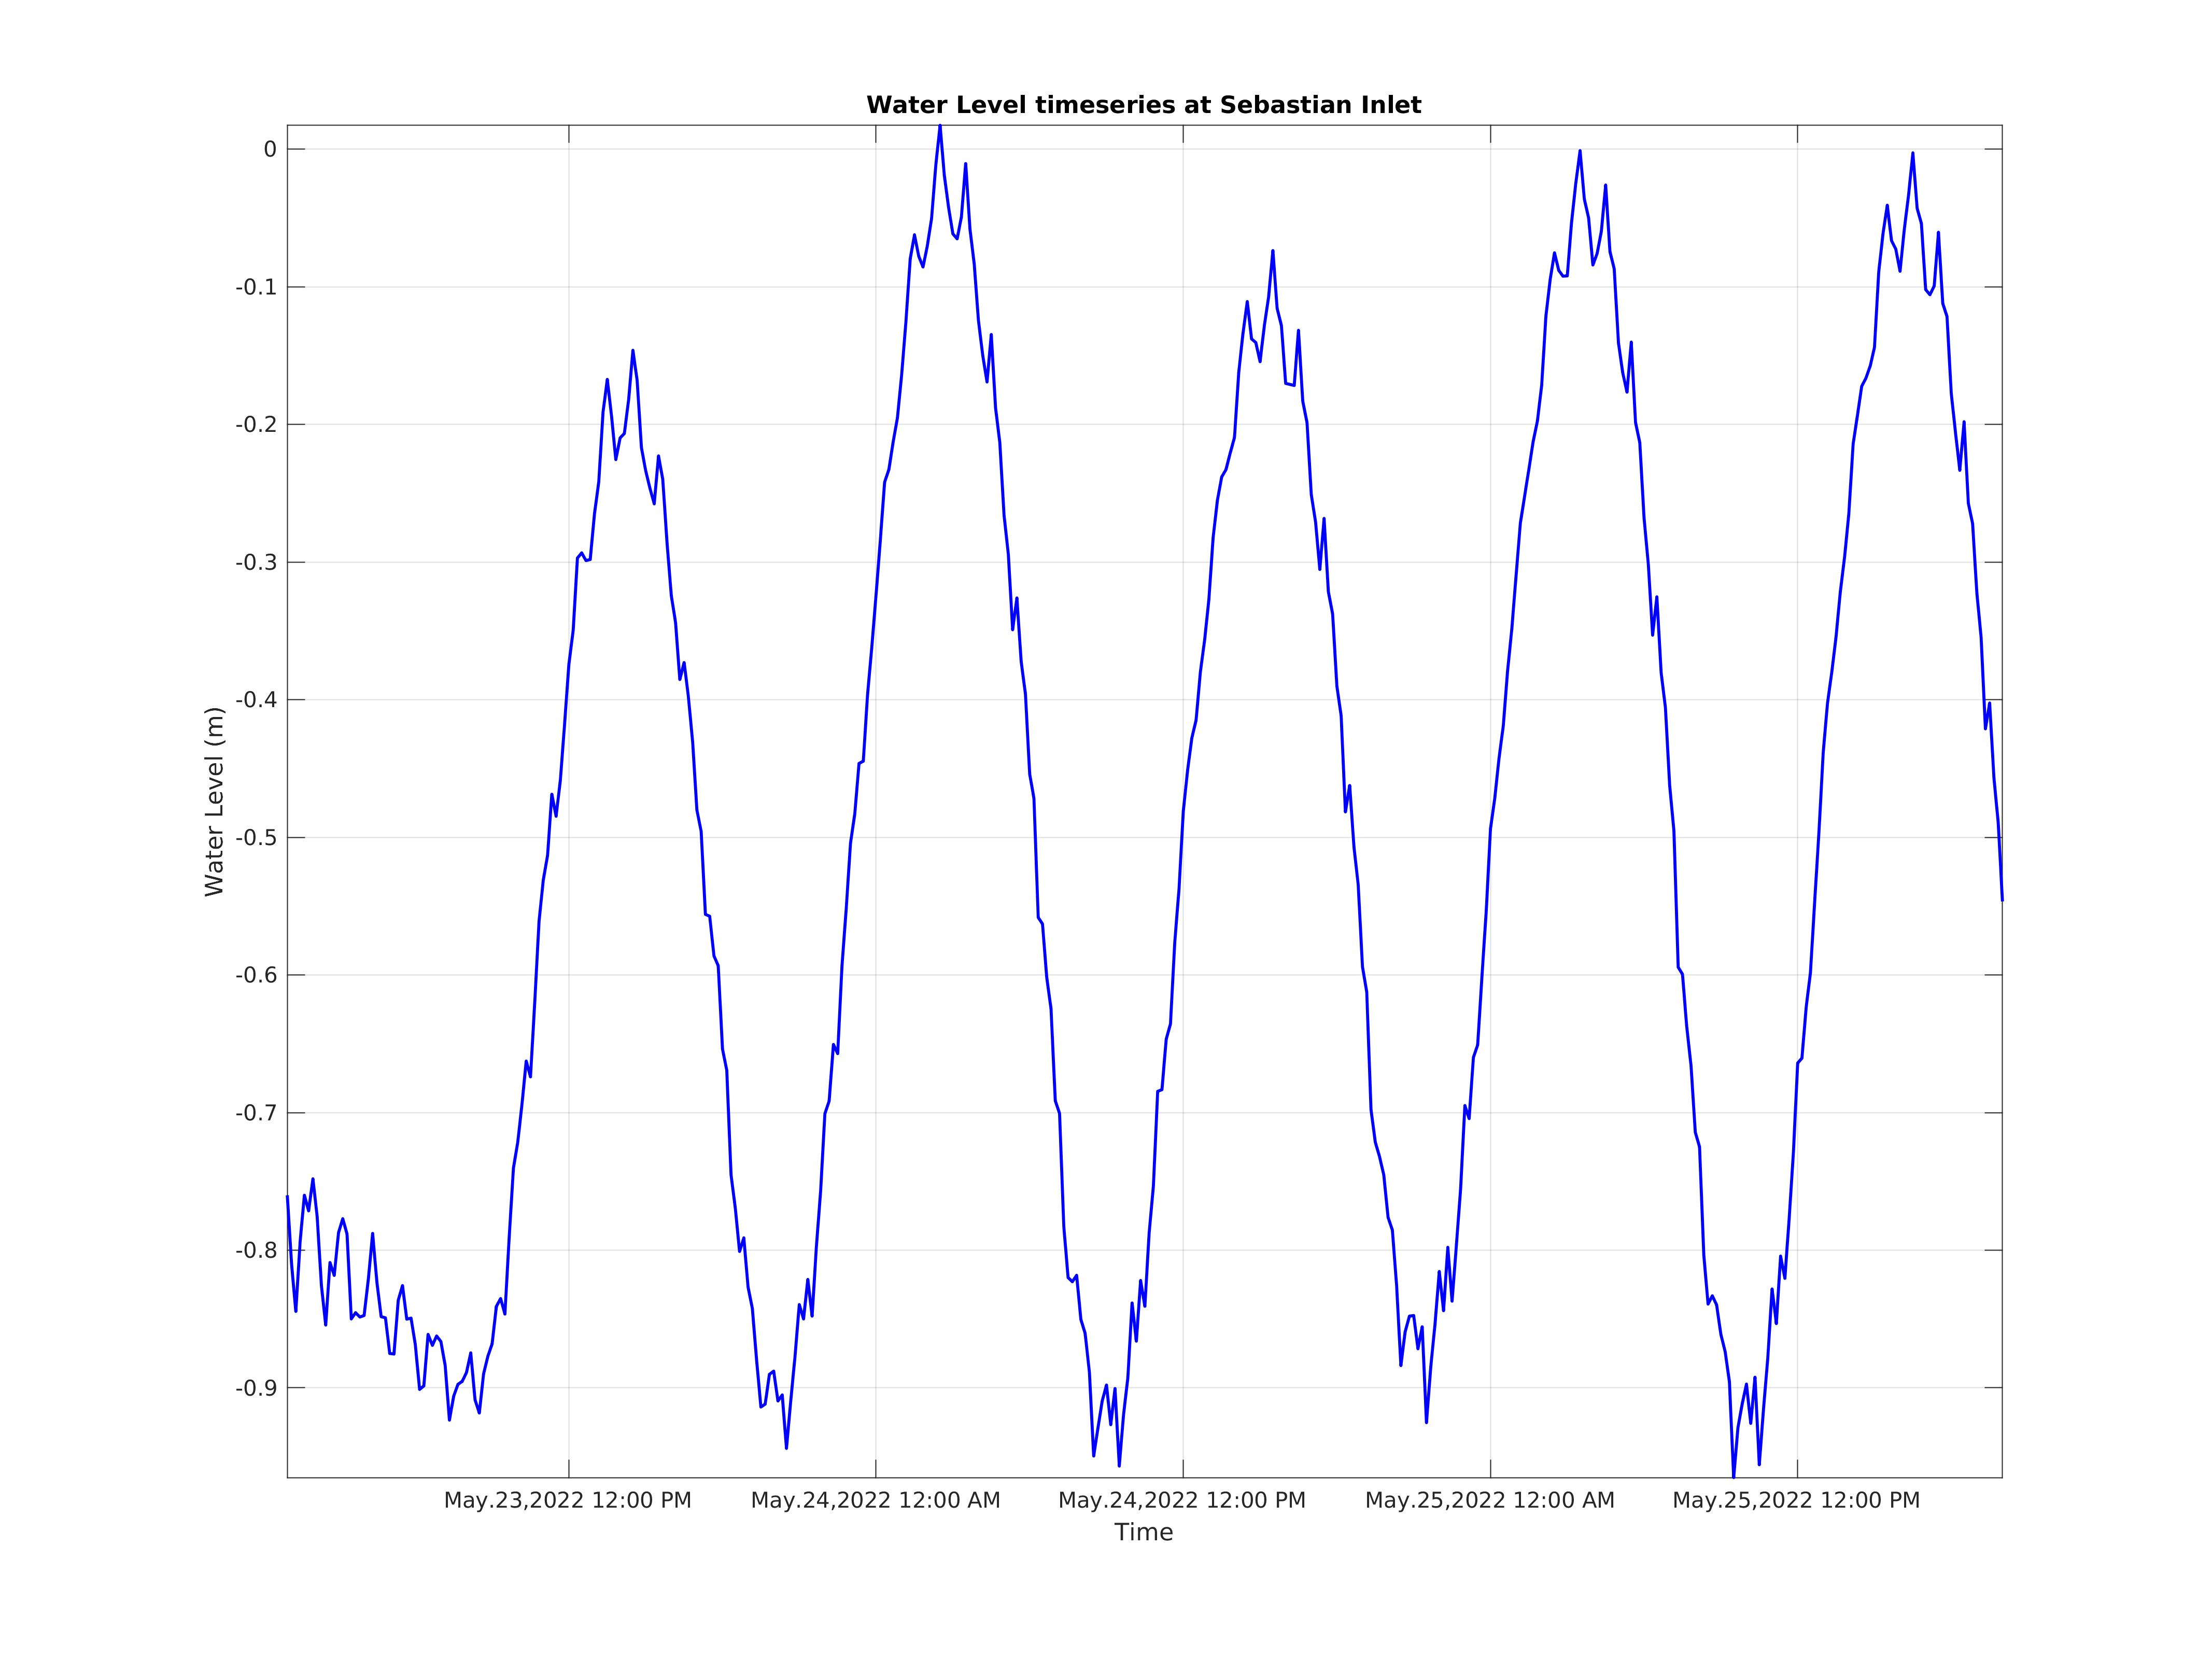 Water Level timeseries at Sebastian Inlet
0
-0.1
-0.2
-0.3
-0.4
-0.5
-0.6
-0.7
-0.8
-0.9
Water Level (m)
May.23,2022 12:00 PM
May.24,2022 12:00 AM
May.24,2022 12:00 PM
May.25,2022 12:00 AM
May.25,2022 12:00 PM
Time